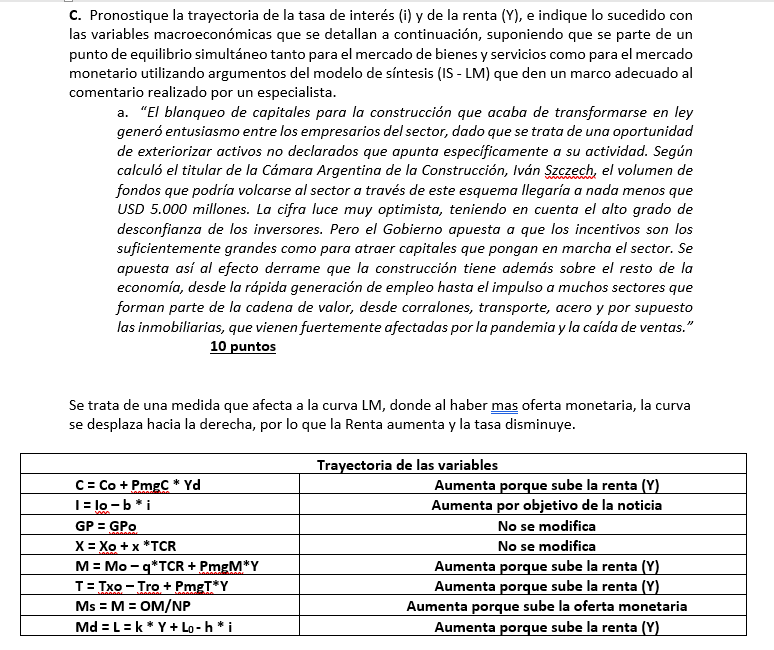 C. Pronostique la trayectoria de la tasa de interés (i) y de la renta (Y), e indique lo sucedido con
las variables macroeconómicas que se detallan a continuación, suponiendo que se parte de un
punto de equilibrio simultáneo tanto para el mercado de bienes y servicios como para el mercado
monetario utilizando argumentos del modelo de síntesis (IS - LM) que den un marco adecuado al
comentario realizado por un especialista.
a. “El blanqueo de capitales para la construcción que acaba de transformarse en ley
generó entusiasmo entre los empresarios del sector, dado que se trata de una oportunidad
de exteriorizar activos no declarados que apunta específicamente a su actividad. Según
calculó el titular de la Cámara Argentina de la Construcción, Iván Szczech, el volumen de
fondos que podría volcarse al sector a través de este esquema llegaría a nada menos que
USD 5.000 millones. La cifra luce muy optimista, teniendo en cuenta el alto grado de
desconfianza de los inversores. Pero el Gobierno apuesta a que los incentivos son los
suficientemente grandes como para atraer capitales que pongan en marcha el sector. Se
apuesta así al efecto derrame que la construcción tiene además sobre el resto de la
economía, desde la rápida generación de empleo hasta el impulso a muchos sectores que
forman parte de la cadena de valor, desde corralones, transporte, acero y por supuesto
las inmobiliarias, que vienen fuertemente afectadas por la pandemia y la caída de ventas.”
10 puntos
Se trata de una medida que afecta a la curva LM, donde al haber mas oferta monetaria, la curva
se desplaza hacia la derecha, por lo que la Renta aumenta y la tasa disminuye.
Trayectoria de las variables
C = Co + PmgC * Yd Aumenta porque sube la renta (Y)
I = Io – b * i Aumenta por objetivo de la noticia
GP = GPo No se modifica
X = Xo + x *TCR No se modifica
M = Mo – q*TCR + PmgM*Y Aumenta porque sube la renta (Y)
T = Txo – Tro + PmgT*Y Aumenta porque sube la renta (Y)
Ms = M = OM/NP Aumenta porque sube la oferta monetaria
Md = L = k * Y + L₀ - h * i Aumenta porque sube la renta (Y)